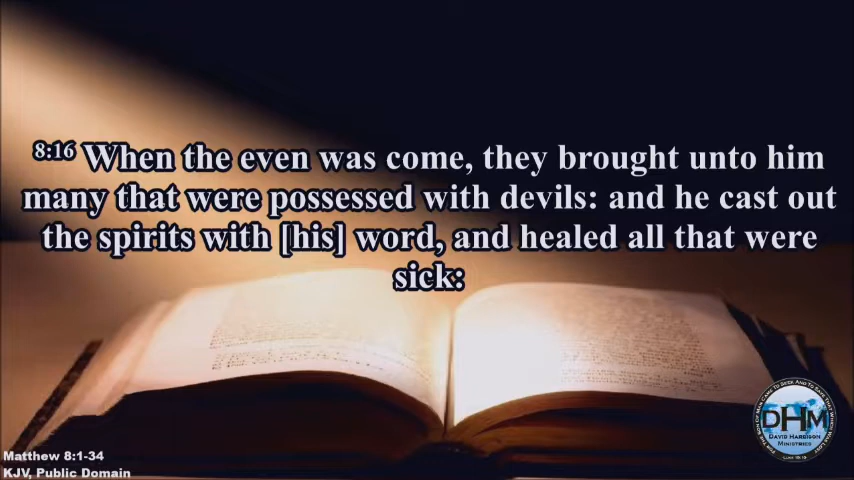 8:16 When the even was come, they brought unto him
many that were possessed with devils: and he cast out
the spirits with [his] word, and healed all that were
sick:
DHM
DAVID HARGISON
MINISTRIES
Matthew 8:1-34
KJV, Public Domain